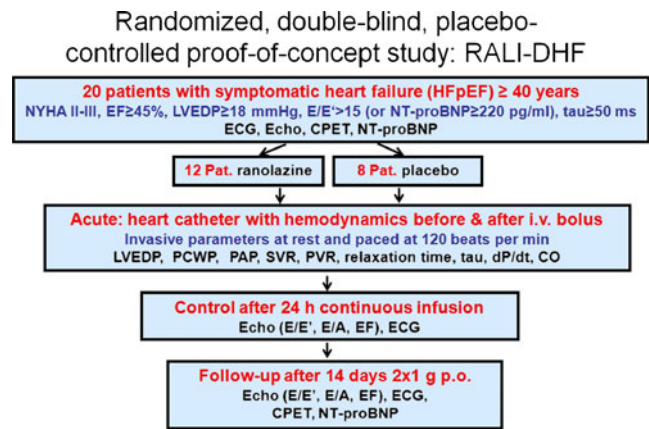 Randomized, double-blind, placebo-
controlled proof-of-concept study: RALI-DHF
20 patients with symptomatic heart failure (HFpEF) ≥ 40 years
NYHA II-III, EF≥45%, LVEDP≥18 mmHg, E/E‘>15 (or NT-proBNP≥220 pg/ml), tau≥50 ms
ECG, Echo, CPET, NT-proBNP
12 Pat. ranolazine
8 Pat. placebo
Acute: heart catheter with hemodynamics before & after i.v. bolus
Invasive parameters at rest and paced at 120 beats per min
LVEDP, PCWP, PAP, SVR, PVR, relaxation time, tau, dP/dt, CO
Control after 24 h continuous infusion
Echo (E/E’, E/A, EF), ECG
Follow-up after 14 days 2x1 g p.o.
Echo (E/E’, E/A, EF), ECG,
CPET, NT-proBNP